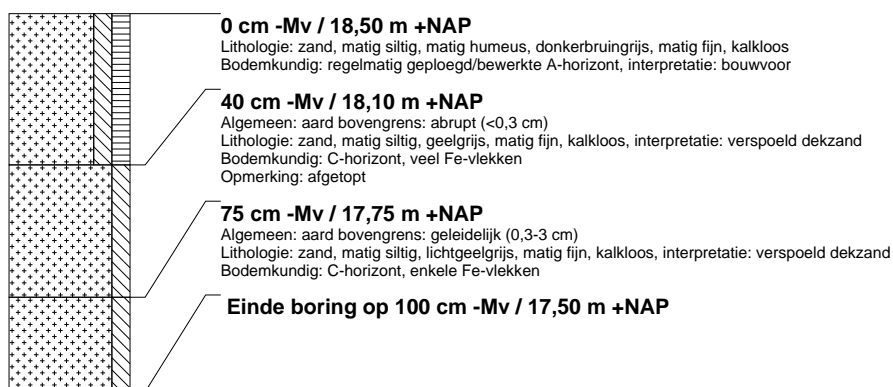 0 cm -Mv / 18,50 m +NAP
Lithologie: zand, matig siltig, matig humeus, donkerbruingrijs, matig fijn, kalkloos
Bodemkundig: regelmatig geploegd/bewerkte A-horizont, interpretatie: bouwvoor
40 cm -Mv / 18,10 m +NAP
Algemeen: aard bovengrens: abrupt (<0,3 cm)
Lithologie: zand, matig siltig, geelgrijs, matig fijn, kalkloos, interpretatie: verspoeld dekzand
Bodemkundig: C-horizont, veel Fe-vlekken
Opmerking: afgetopt
75 cm -Mv / 17,75 m +NAP
Algemeen: aard bovengrens: geleidelijk (0,3-3 cm)
Lithologie: zand, matig siltig, lichtgeelgrijs, matig fijn, kalkloos, interpretatie: verspoeld dekzand
Bodemkundig: C-horizont, enkele Fe-vlekken
Einde boring op 100 cm -Mv / 17,50 m +NAP